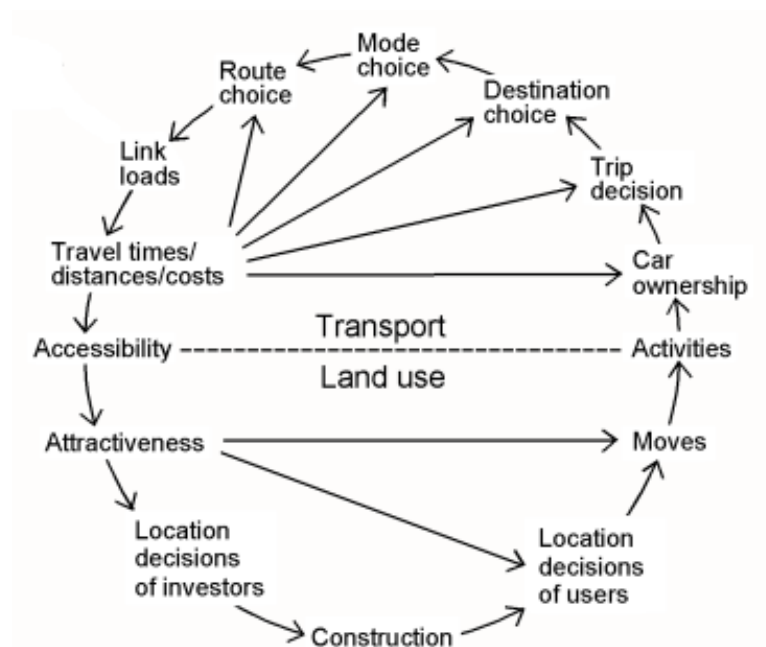 Mode
choice
Route
choice
Destination
choice
Link
loads
Trip
decision
Travel times/
distances/costs
Car
ownership
Transport
Accessibility
Activities
Land use
Attractiveness
Moves
Location
decisions
of investors
Location
decisions
of users
Construction